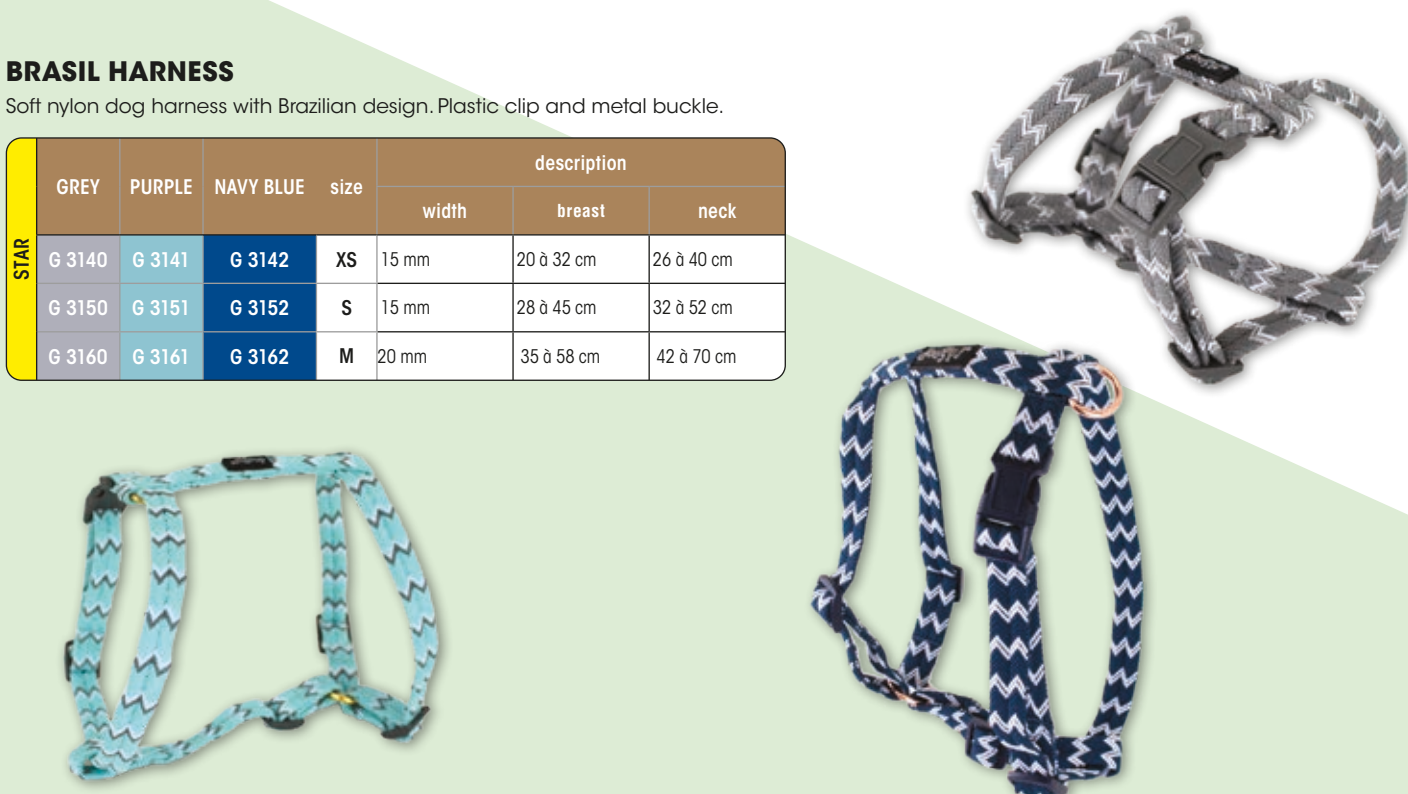 BRASIL HARNESS
Soft nylon dog harness with Brazilian design. Plastic clip and metal buckle.
STAR
GREY PURPLE NAVY BLUE size description
width breast neck
G 3140 G 3141 G 3142 XS 15 mm 20 à 32 cm 26 à 40 cm
G 3150 G 3151 G 3152 S 15 mm 28 à 45 cm 32 à 52 cm
G 3160 G 3161 G 3162 M 20 mm 35 à 58 cm 42 à 70 cm